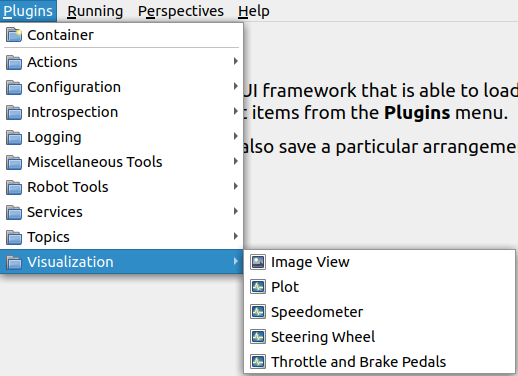 Plugins Running Perspectives Help
Container
Actions
Configuration
UI framework that is able to load
Introspection
t items from the Plugins menu.
Logging
also save a particular arrangeme
Miscellaneous Tools
Robot Tools
Services
Topics
Visualization
Image View
Plot
Speedometer
Steering Wheel
Throttle and Brake Pedals